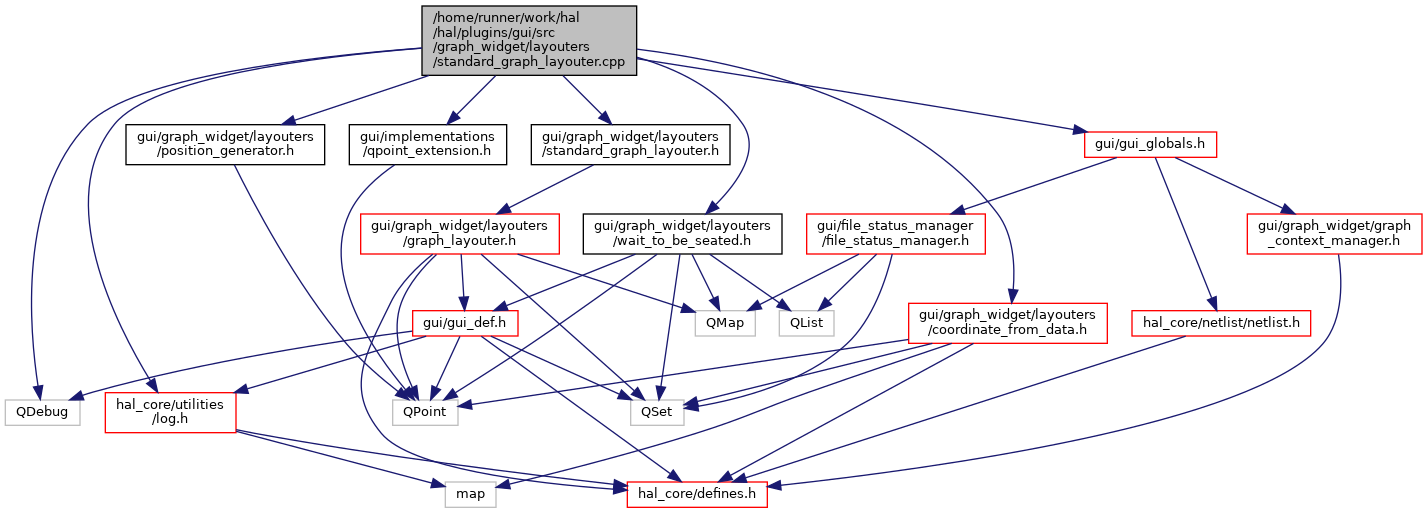 /home/runner/work/hal
/hal/plugins/gui/src
/graph_widget/layouters
/standard_graph_layouter.cpp
gui/graph_widget/layouters
/position_generator.h
gui/implementations
/qpoint_extension.h
gui/graph_widget/layouters
/standard_graph_layouter.h
gui/gui_globals.h
gui/graph_widget/layouters
/graph_layouter.h
gui/graph_widget/layouters
/wait_to_be_seated.h
gui/file_status_manager
/file_status_manager.h
gui/graph_widget/graph
_context_manager.h
gui/gui_def.h
QMap
QList
gui/graph_widget/layouters
/coordinate_from_data.h
hal_core/netlist/netlist.h
QDebug
hal_core/utilities
/log.h
QPoint
QSet
map
hal_core/defines.h